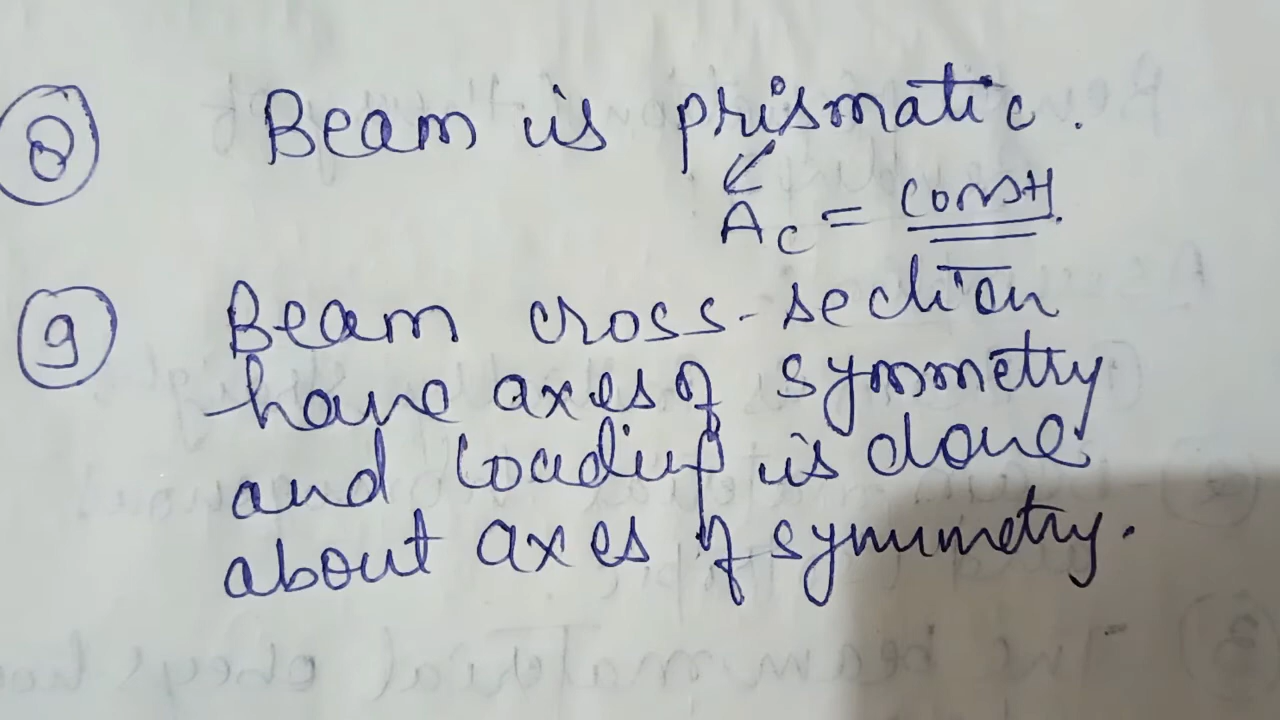 8 Beam is prismatic.
Ac = const.
9 Beam cross-section
have axes of symmetry
and loading is done
about axes of symmetry.